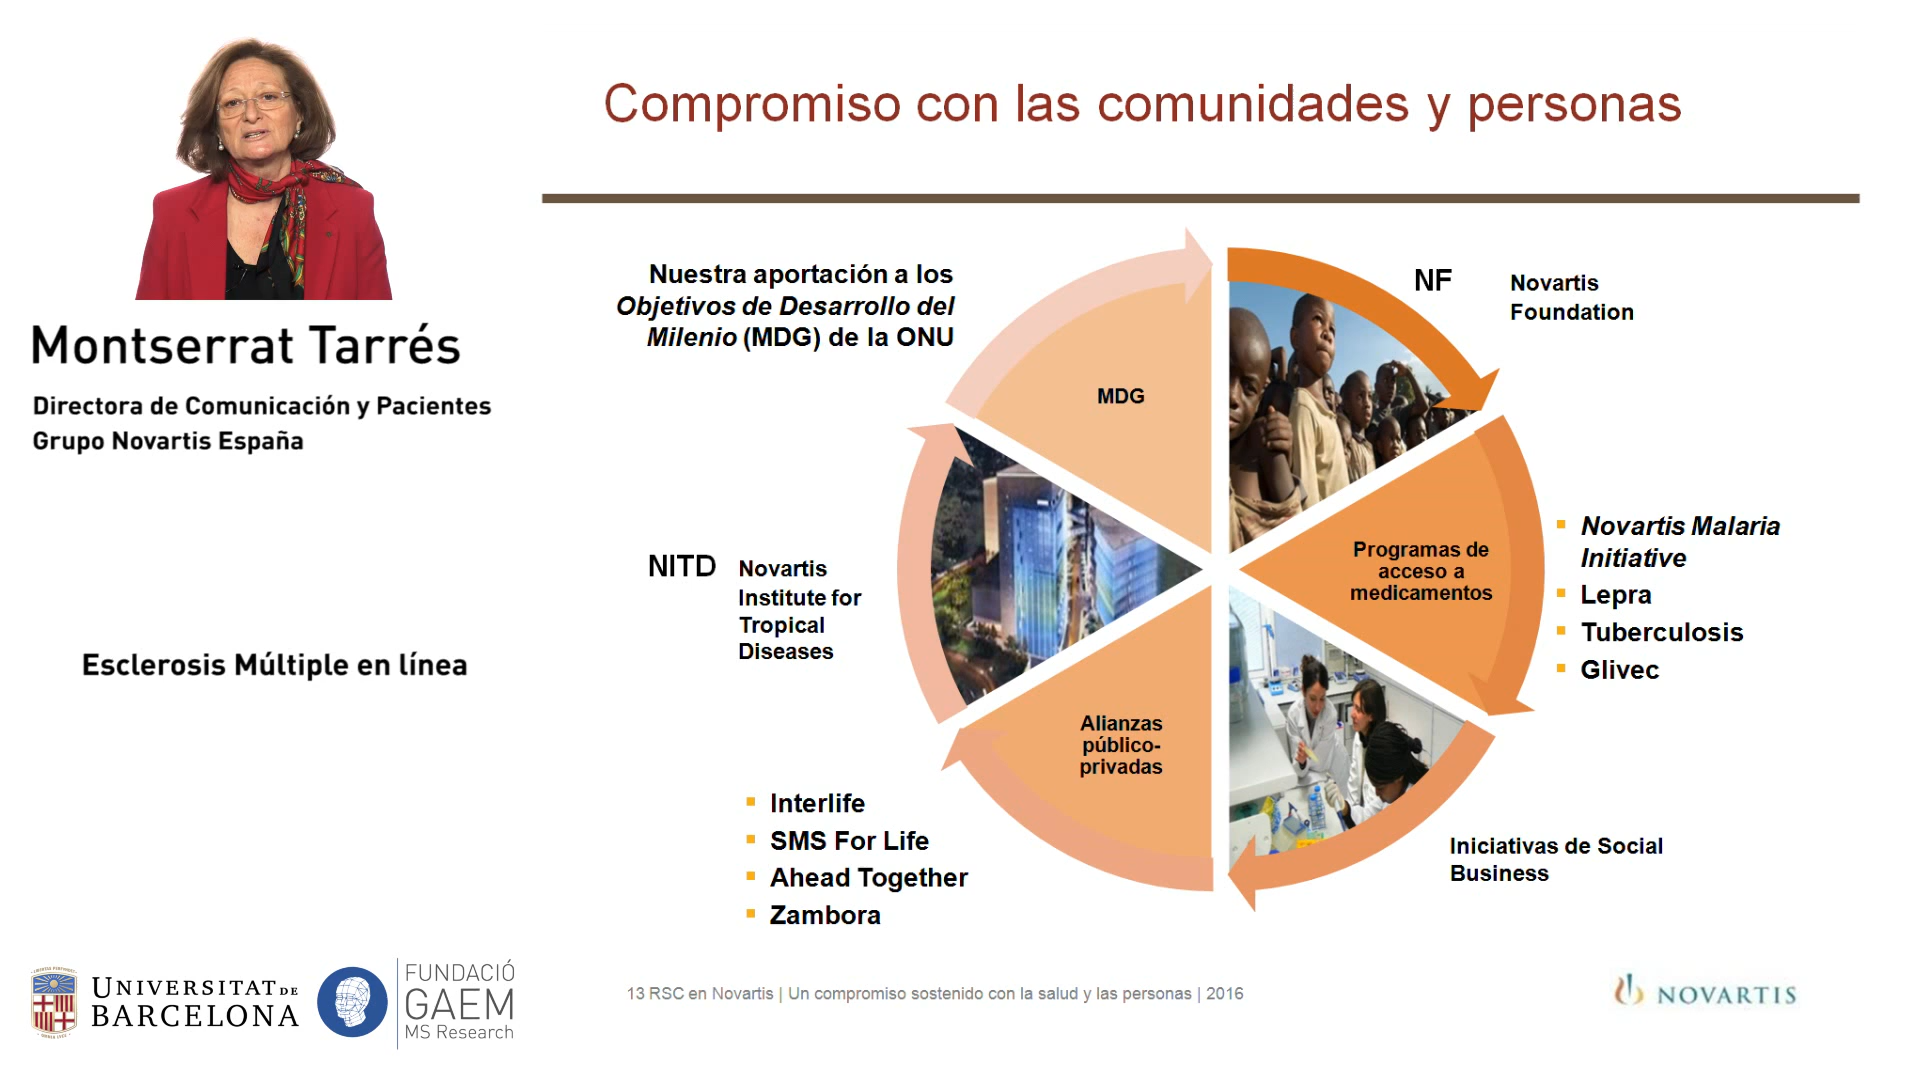 Compromiso con las comunidades y personas
Montserrat Tarrés
Directora de Comunicación y Pacientes
Grupo Novartis España
Esclerosis Múltiple en línea
Nuestra aportación a los
Objetivos de Desarrollo del
Milenio (MDG) de la ONU
MDG
NF
Novartis
Foundation
Programas de
acceso a
medicamentos
Novartis Malaria
Initiative
Lepra
Tuberculosis
Glivec
Iniciativas de Social
Business
Alianzas
público-
privadas
Interlife
SMS For Life
Ahead Together
Zambora
NITD
Novartis
Institute for
Tropical
Diseases
UNIVERSITAT DE
BARCELONA
FUNDACIÓ
GAEM
MS Research
13 RSC en Novartis | Un compromiso sostenido con la salud y las personas | 2016
NOVARTIS